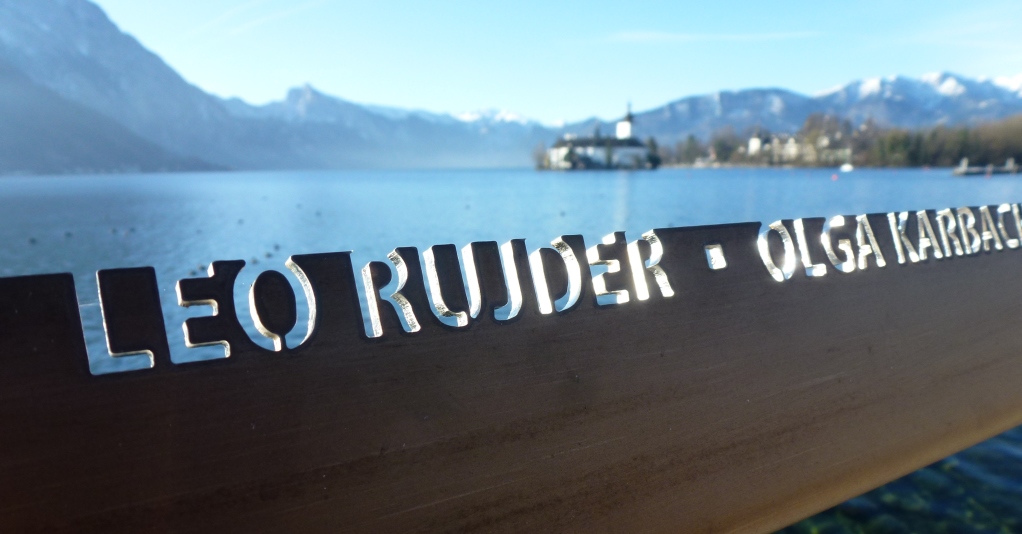 LEO RUJDER · OLGA KARBACH